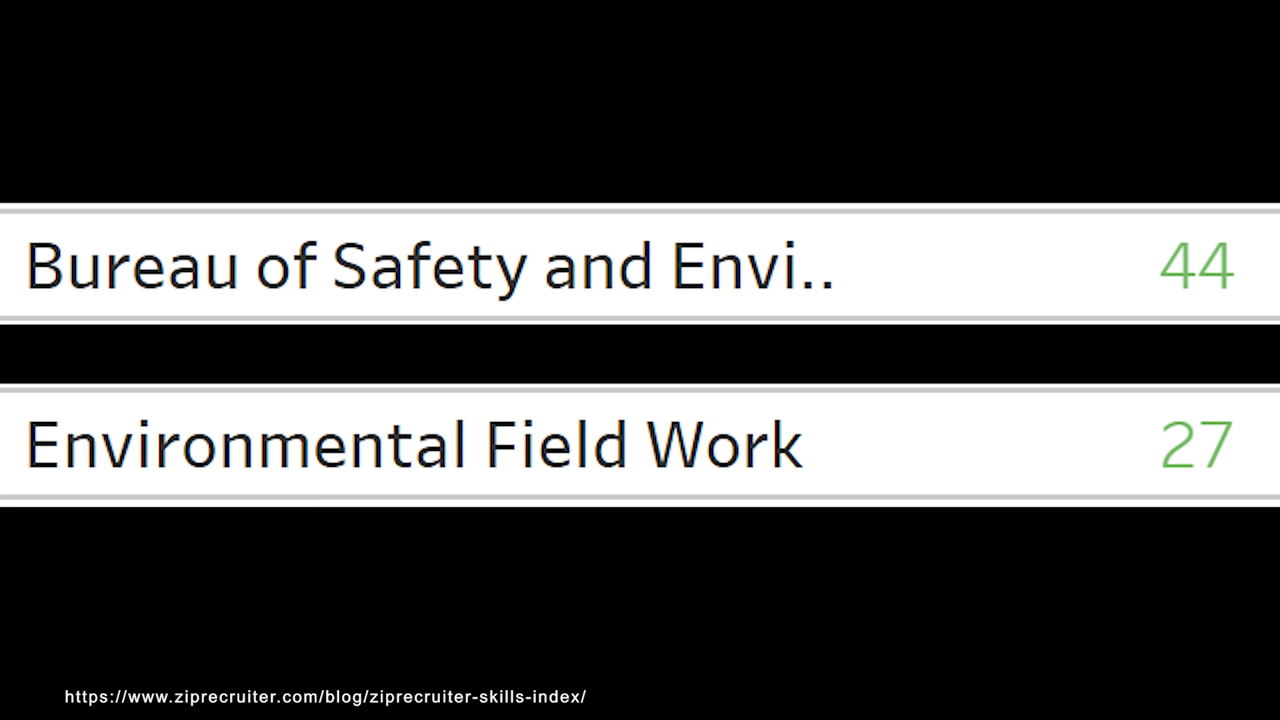 Bureau of Safety and Envi.. 44
Environmental Field Work 27
https://www.ziprecruiter.com/blog/ziprecruiter-skills-index/